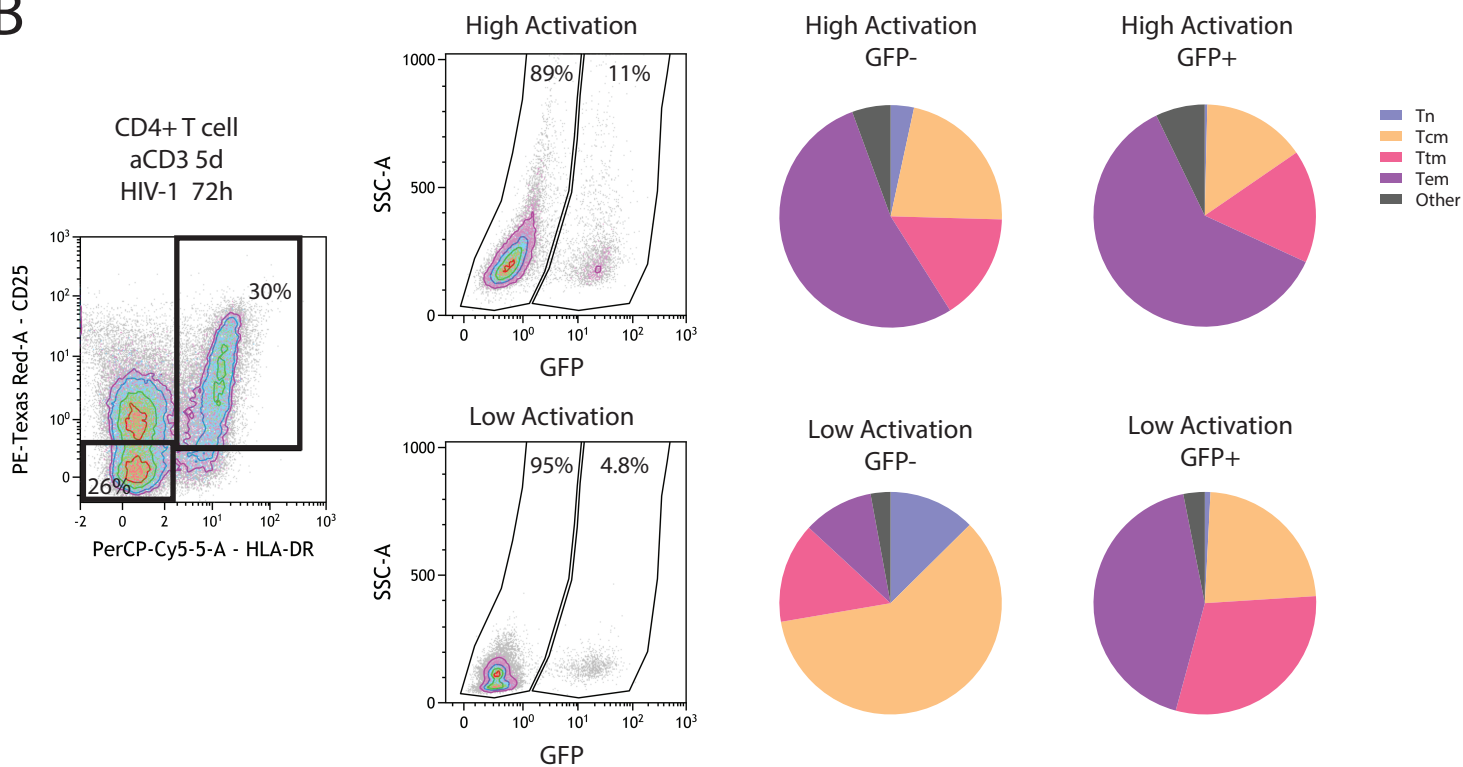 B
CD4+ T cell
aCD3 5d
HIV-1 72h
PE-Texas Red-A - CD25
10³
10²
10¹
10⁰
0
30%
26%
-2 0 2 10¹ 10² 10³
PerCP-Cy5-5-A - HLA-DR
High Activation
SSC-A
1000
500
0
89% 11%
0 10⁰ 10¹ 10² 10³
GFP
High Activation
GFP-
High Activation
GFP+
Tn
Tcm
Ttm
Tem
Other
Low Activation
SSC-A
1000
500
0
95% 4.8%
0 10⁰ 10¹ 10² 10³
GFP
Low Activation
GFP-
Low Activation
GFP+